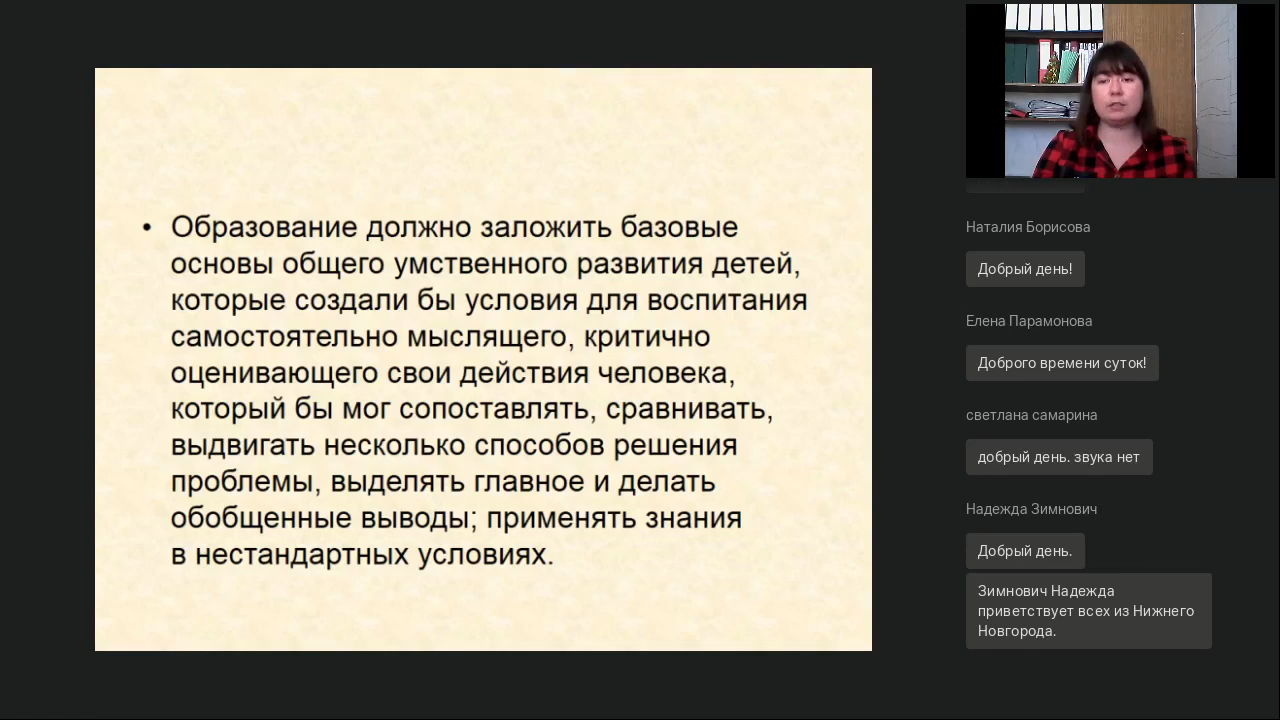 • Образование должно заложить базовые
основы общего умственного развития детей,
которые создали бы условия для воспитания
самостоятельно мыслящего, критично
оценивающего свои действия человека,
который бы мог сопоставлять, сравнивать,
выдвигать несколько способов решения
проблемы, выделять главное и делать
обобщенные выводы; применять знания
в нестандартных условиях.
Наталия Борисова
Добрый день!
Елена Парамонова
Доброго времени суток!
светлана самарина
добрый день. звука нет
Надежда Зимнович
Добрый день.
Зимнович Надежда
приветствует всех из Нижнего
Новгорода.